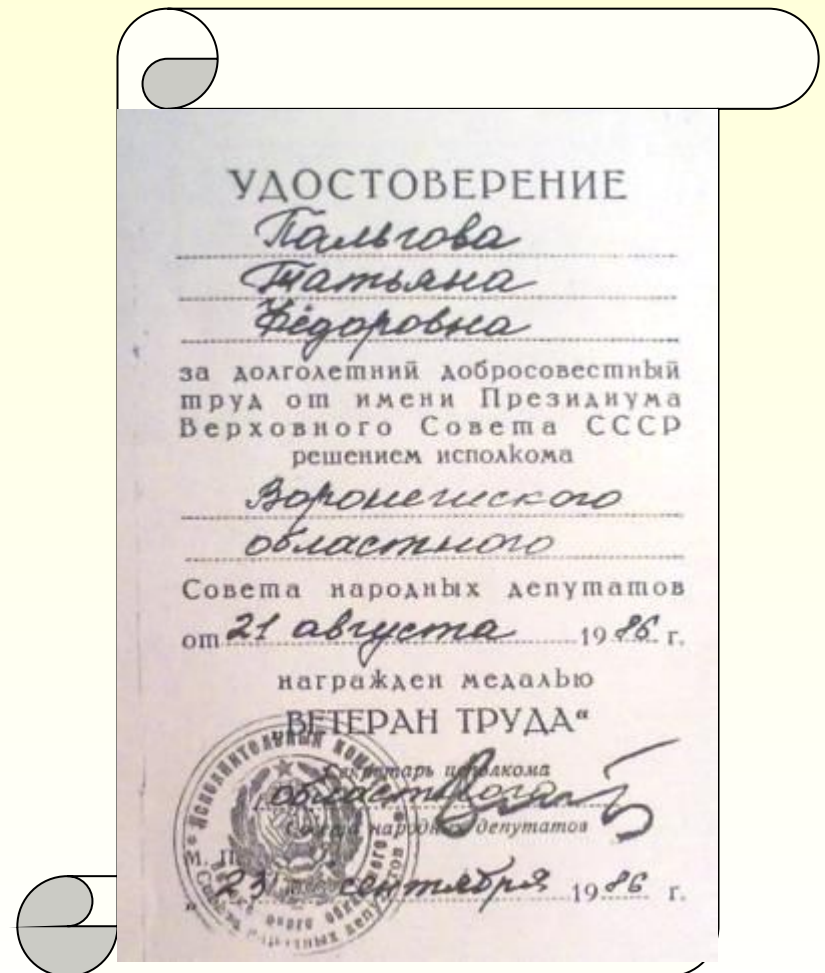 УДОСТОВЕРЕНИЕ
Пальгова
Татьяна
Фёдоровна
за долголетний добросовестный
труд от имени Президиума
Верховного Совета СССР
решением исполкома
Воронежского
областного
Совета народных депутатов
от 21 августа 1986 г.
награжден медалью
„ВЕТЕРАН ТРУДА“
Секретарь исполкома
областного
Совета народных депутатов
М. П.
„23 сентября 1986 г.
Исполнительный